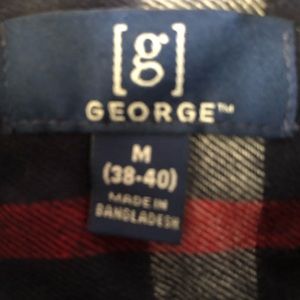 [g]
GEORGE™
M
(38-40)
MADE IN
BANGLADESH